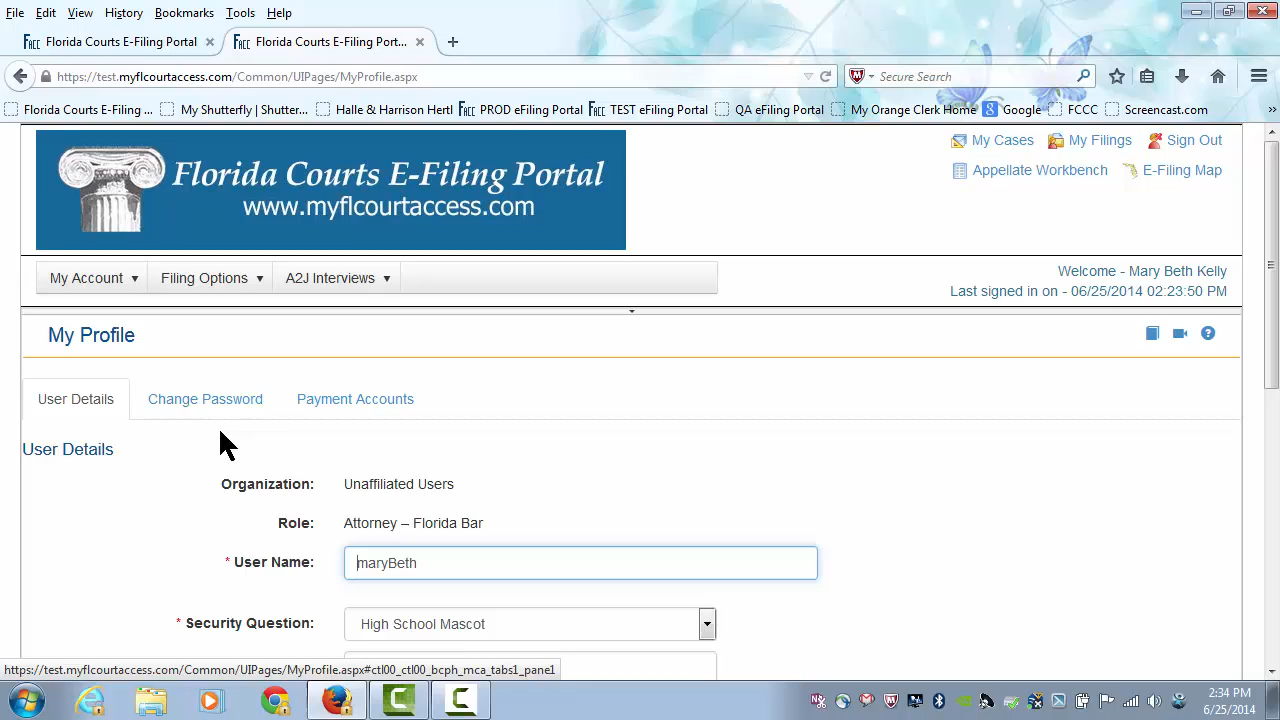 File Edit View History Bookmarks Tools Help
FACC Florida Courts E-Filing Portal × FACC Florida Courts E-Filing Port... × +
https://test.myflcourtaccess.com/Common/UIPages/MyProfile.aspx Secure Search
Florida Courts E-Filing ... My Shutterfly | Shutter... Hale & Harrison Hertl FACC PROD eFiling Portal FACC TEST eFiling Portal QA eFiling Portal My Orange Clerk Home Google FCCC Screencast.com »
Florida Courts E-Filing Portal
www.myflcourtaccess.com
My Cases My Filings Sign Out
Appellate Workbench E-Filing Map
My Account Filing Options A2J Interviews
Welcome - Mary Beth Kelly
Last signed in on - 06/25/2014 02:23:50 PM
My Profile
User Details Change Password Payment Accounts
User Details
Organization: Unaffiliated Users
Role: Attorney – Florida Bar
* User Name: maryBeth
* Security Question: High School Mascot
https://test.myflcourtaccess.com/Common/UIPages/MyProfile.aspx#ctl00_ctl00_bcph_mca_tabs1_pane1
2:34 PM
6/25/2014